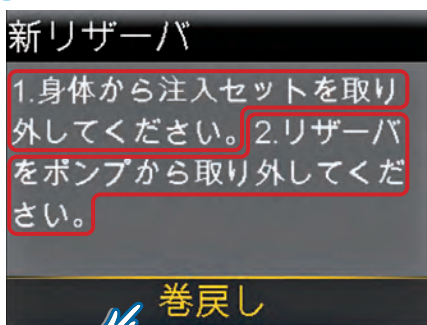 新リザーバ
1.身体から注入セットを取り
外してください。2.リザーバ
をポンプから取り外してくだ
さい。
巻戻し